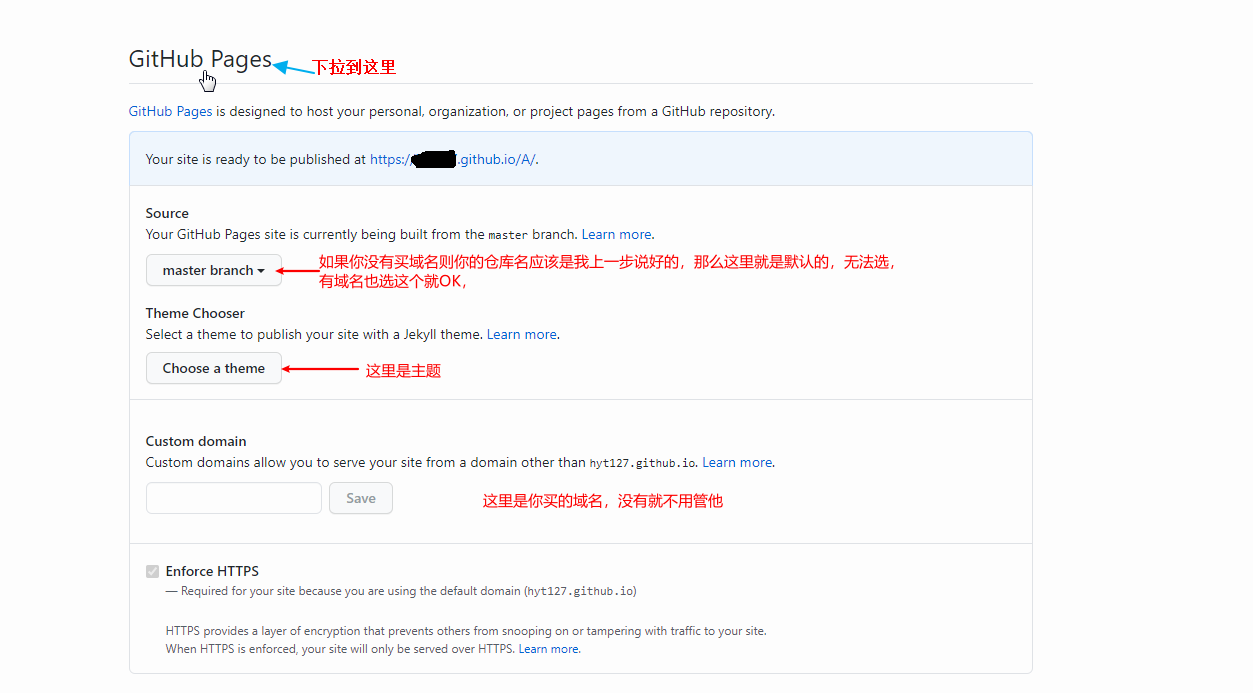 GitHub Pages
下拉到这里
GitHub Pages is designed to host your personal, organization, or project pages from a GitHub repository.
Your site is ready to be published at https:/ .github.io/A/.
Source
Your GitHub Pages site is currently being built from the master branch. Learn more.
master branch
如果你没有买域名则你的仓库名应该是我上一步说好的，那么这里就是默认的，无法选，
有域名也选这个就OK，
Theme Chooser
Select a theme to publish your site with a Jekyll theme. Learn more.
Choose a theme
这里是主题
Custom domain
Custom domains allow you to serve your site from a domain other than hyt127.github.io. Learn more.
Save
这里是你买的域名，没有就不用管他
Enforce HTTPS
— Required for your site because you are using the default domain (hyt127.github.io)
HTTPS provides a layer of encryption that prevents others from snooping on or tampering with traffic to your site.
When HTTPS is enforced, your site will only be served over HTTPS. Learn more.